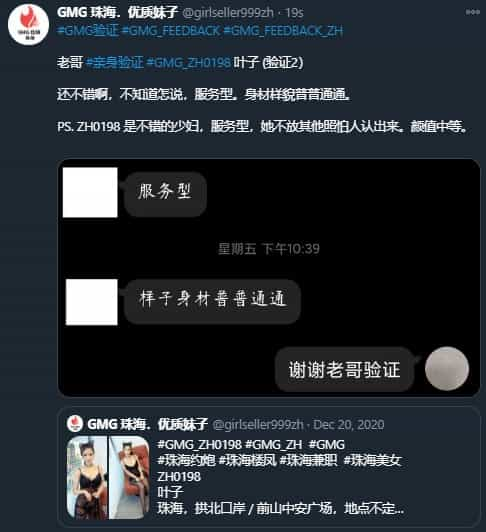 GMG 珠海.
GMG 珠海．优质妹子 @girlseller999zh · 19s
#GMG验证 #GMG_FEEDBACK #GMG_FEEDBACK_ZH
老哥 #亲身验证 #GMG_ZH0198 叶子 (验证2)
还不错啊，不知道怎说，服务型。身材样貌普普通通。
PS. ZH0198 是不错的少妇，服务型，她不放其他照怕人认出来。颜值中等。
服务型
星期五 下午10:39
样子身材普普通通
谢谢老哥验证
GMG 珠海．优质妹子 @girlseller999zh · Dec 20, 2020
#GMG_ZH0198 #GMG_ZH #GMG
#珠海约炮 #珠海楼凤 #珠海兼职 #珠海美女
ZH0198
叶子
珠海，拱北口岸 / 前山中安广场，地点不定...